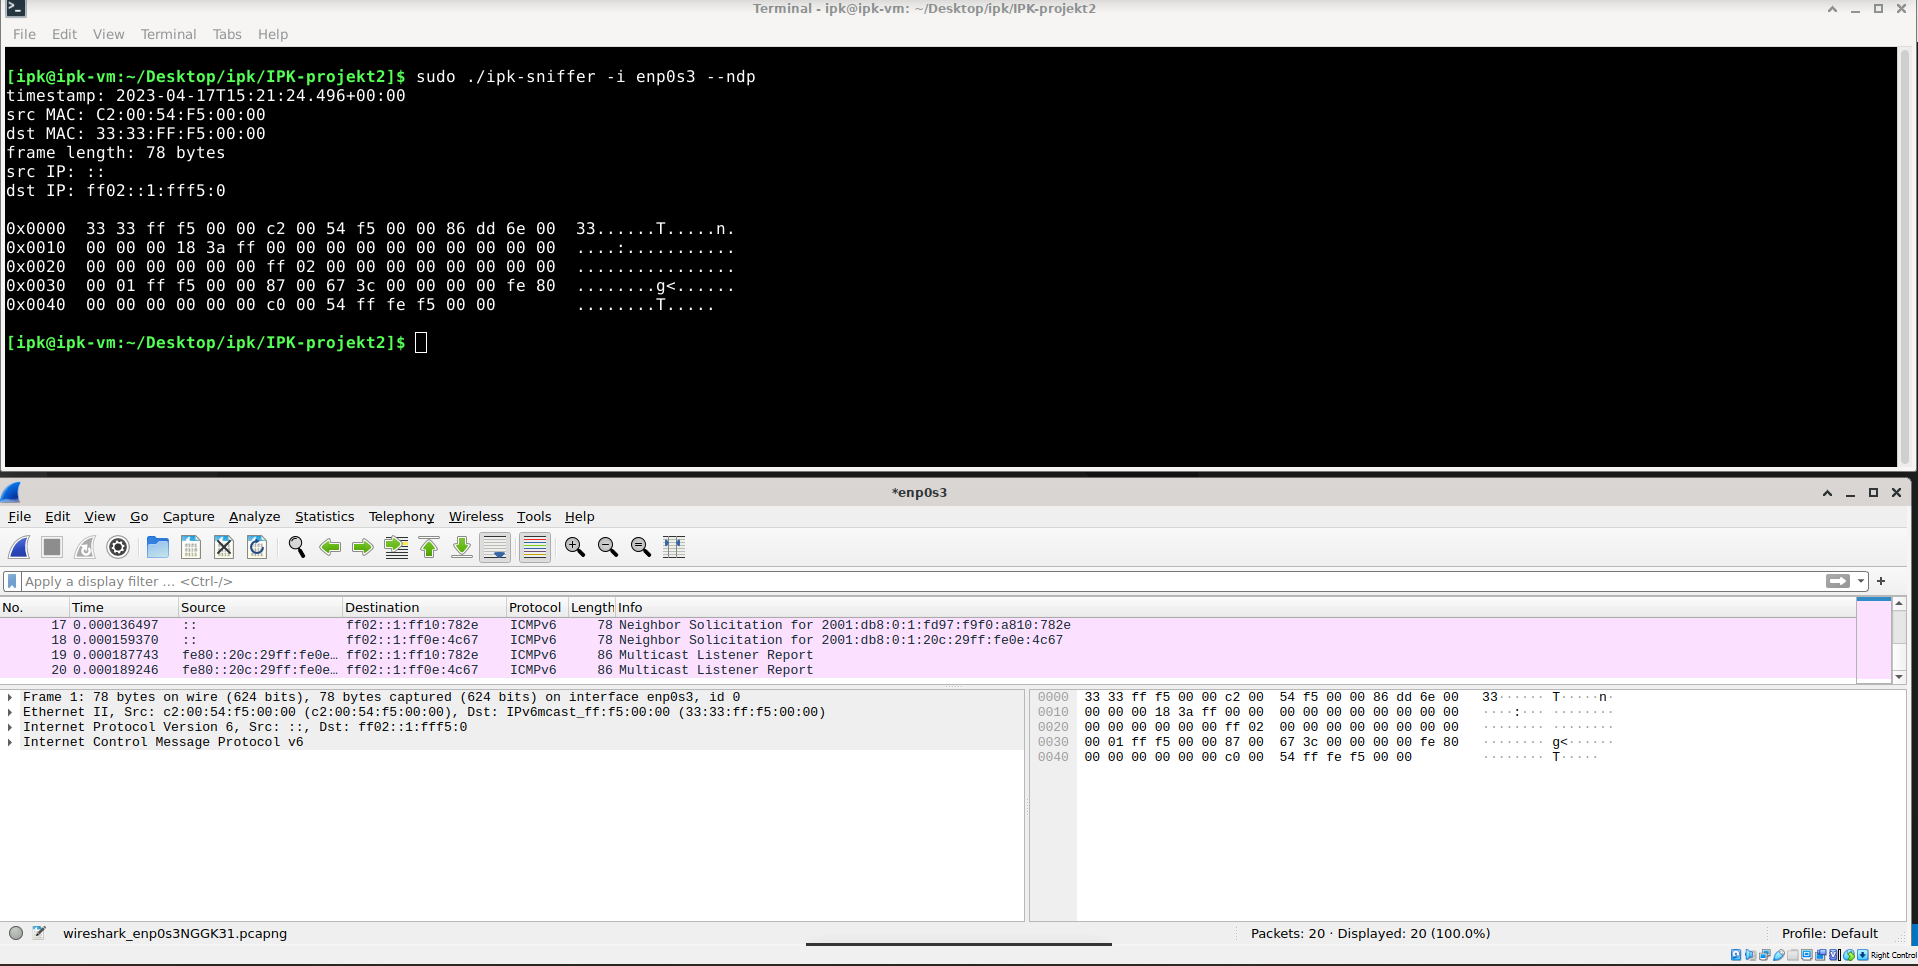 Terminal - ipk@ipk-vm: ~/Desktop/ipk/IPK-projekt2
File Edit View Terminal Tabs Help
[ipk@ipk-vm:~/Desktop/ipk/IPK-projekt2]$ sudo ./ipk-sniffer -i enp0s3 --ndp
timestamp: 2023-04-17T15:21:24.496+00:00
src MAC: C2:00:54:F5:00:00
dst MAC: 33:33:FF:F5:00:00
frame length: 78 bytes
src IP: ::
dst IP: ff02::1:fff5:0
0x0000  33 33 ff f5 00 00 c2 00 54 f5 00 00 86 dd 6e 00  33......T.....n.
0x0010  00 00 00 18 3a ff 00 00 00 00 00 00 00 00 00 00  ....:...........
0x0020  00 00 00 00 00 00 ff 02 00 00 00 00 00 00 00 00  ................
0x0030  00 01 ff f5 00 00 87 00 67 3c 00 00 00 00 fe 80  ........g<......
0x0040  00 00 00 00 00 00 c0 00 54 ff fe f5 00 00        ........T.....
[ipk@ipk-vm:~/Desktop/ipk/IPK-projekt2]$
*enp0s3
File Edit View Go Capture Analyze Statistics Telephony Wireless Tools Help
Apply a display filter ... <Ctrl-/>
No. Time Source Destination Protocol Length Info
17 0.000136497 :: ff02::1:ff10:782e ICMPv6 78 Neighbor Solicitation for 2001:db8:0:1:fd97:f9f0:a810:782e
18 0.000159370 :: ff02::1:ff0e:4c67 ICMPv6 78 Neighbor Solicitation for 2001:db8:0:1:20c:29ff:fe0e:4c67
19 0.000187743 fe80::20c:29ff:fe0e… ff02::1:ff10:782e ICMPv6 86 Multicast Listener Report
20 0.000189246 fe80::20c:29ff:fe0e… ff02::1:ff0e:4c67 ICMPv6 86 Multicast Listener Report
Frame 1: 78 bytes on wire (624 bits), 78 bytes captured (624 bits) on interface enp0s3, id 0
Ethernet II, Src: c2:00:54:f5:00:00 (c2:00:54:f5:00:00), Dst: IPv6mcast_ff:f5:00:00 (33:33:ff:f5:00:00)
Internet Protocol Version 6, Src: ::, Dst: ff02::1:fff5:0
Internet Control Message Protocol v6
0000 33 33 ff f5 00 00 c2 00 54 f5 00 00 86 dd 6e 00 33······ T·····n·
0010 00 00 00 18 3a ff 00 00 00 00 00 00 00 00 00 00 ····:··· ········
0020 00 00 00 00 00 00 ff 02 00 00 00 00 00 00 00 00 ········ ········
0030 00 01 ff f5 00 00 87 00 67 3c 00 00 00 00 fe 80 ········ g<······
0040 00 00 00 00 00 00 c0 00 54 ff fe f5 00 00 ········ T·····
wireshark_enp0s3NGGK31.pcapng Packets: 20 · Displayed: 20 (100.0%) Profile: Default
Right Control